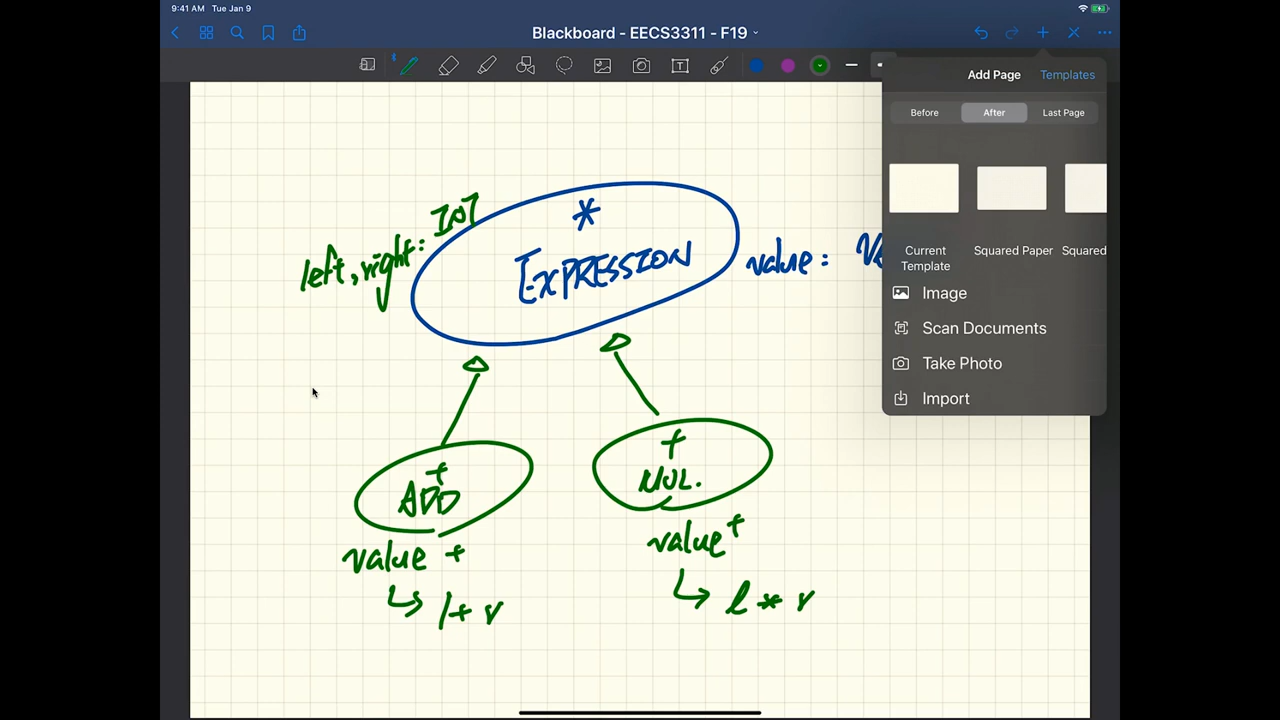 9:41 AM Tue Jan 9
Blackboard - EECS3311 - F19
Add Page Templates
Before After Last Page
Current Template
Squared Paper
Squared
Image
Scan Documents
Take Photo
Import
left, right: INT
*
EXPRESSION
value :
+
ADD
value +
l + r
+
MUL.
value +
l * r